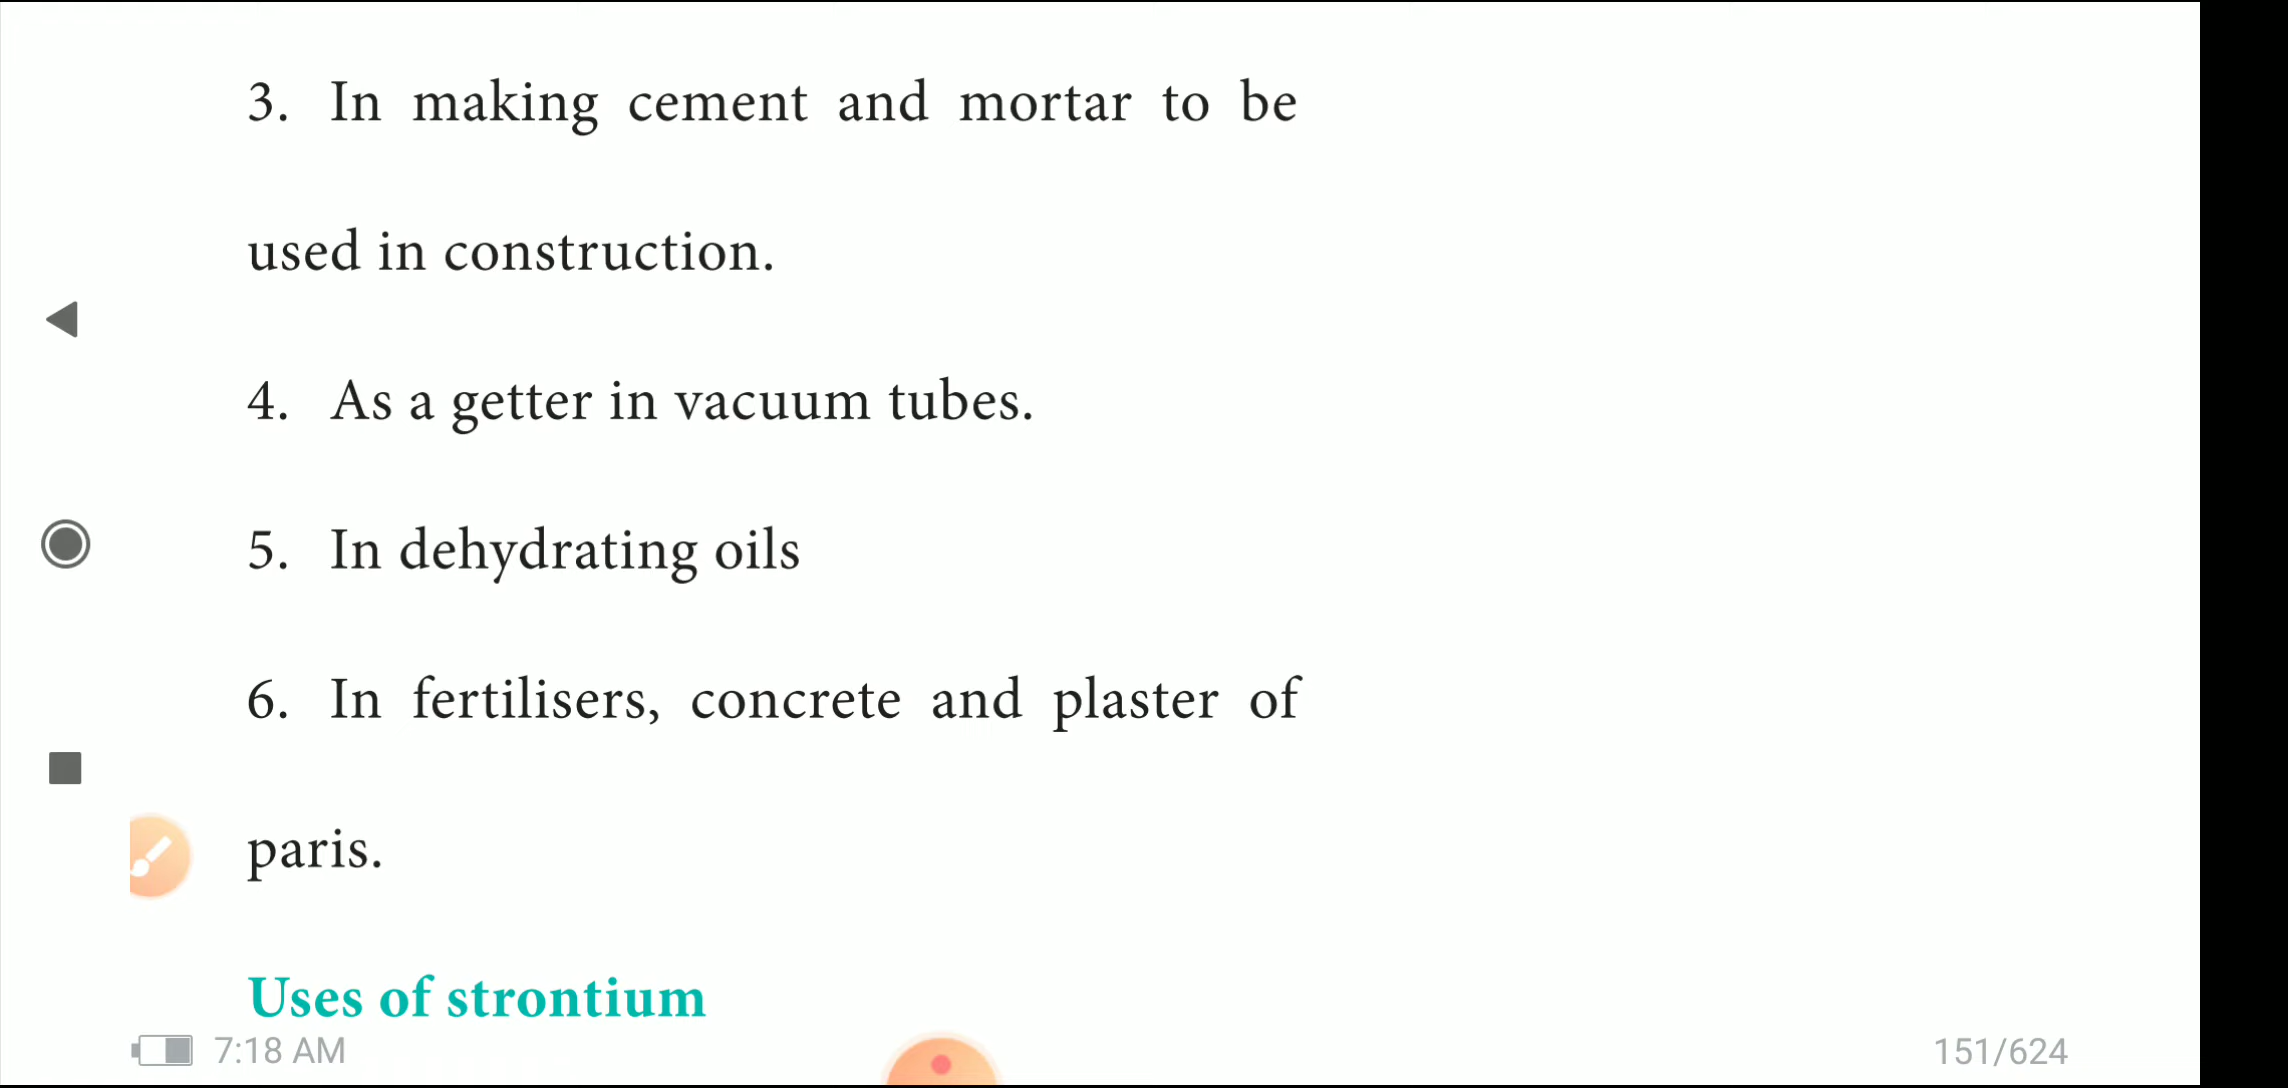 3. In making cement and mortar to be
used in construction.
4. As a getter in vacuum tubes.
5. In dehydrating oils
6. In fertilisers, concrete and plaster of
paris.
Uses of strontium
7:18 AM
151/624